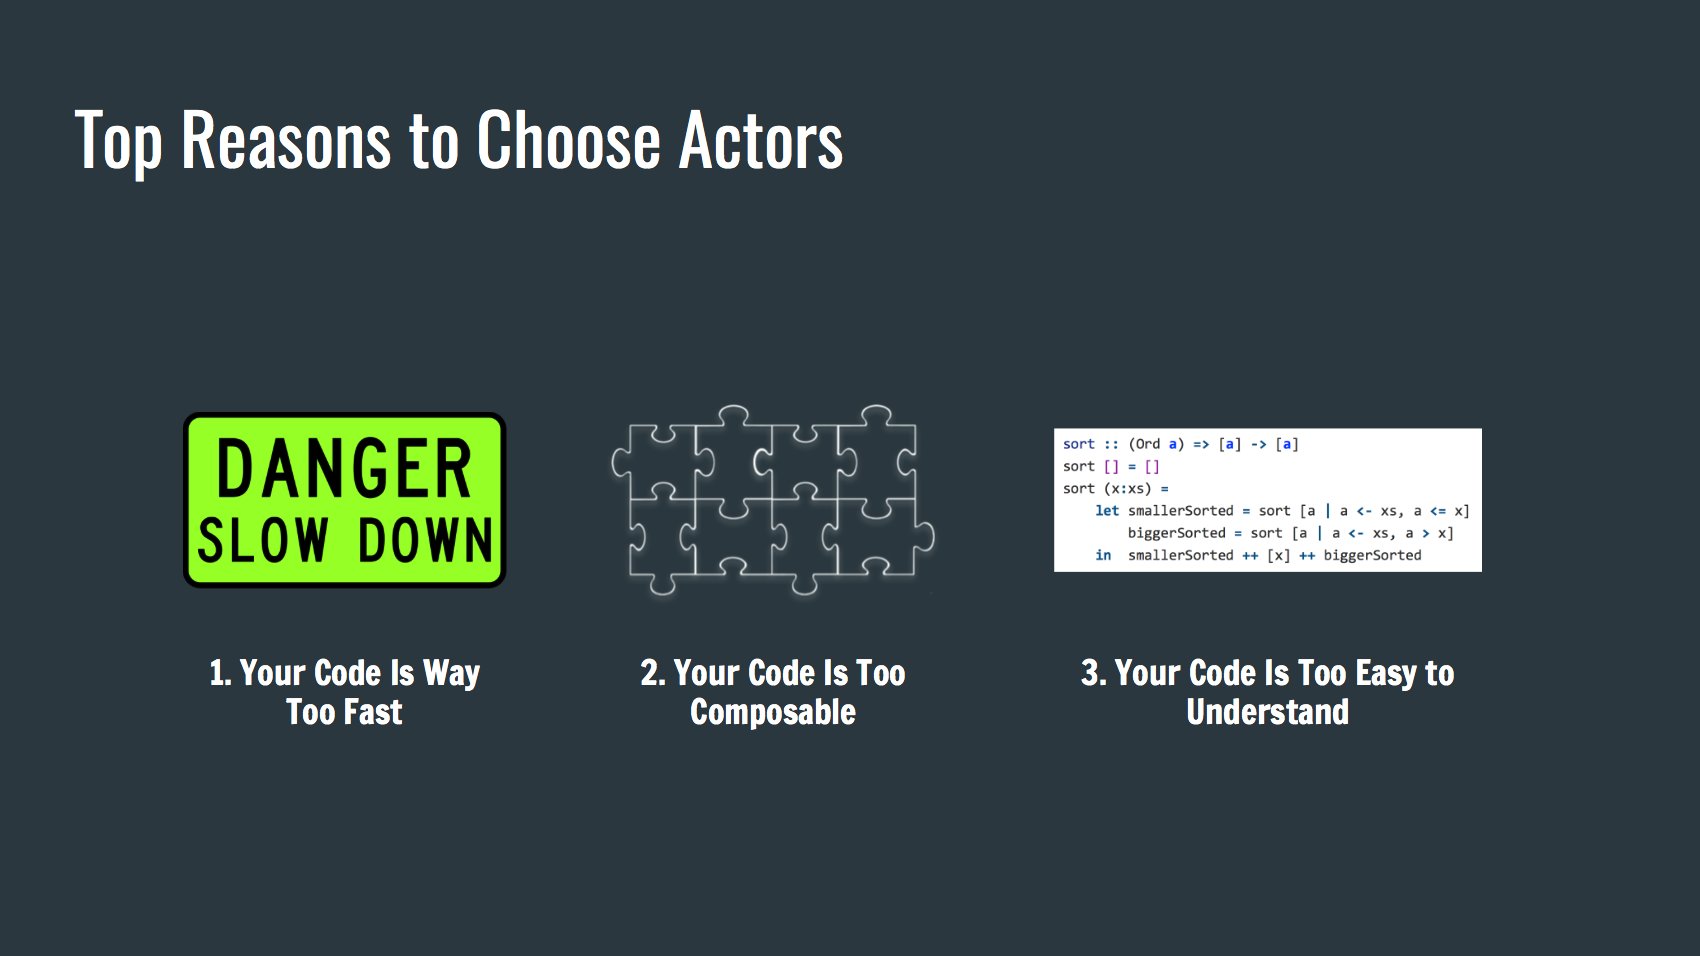 Top Reasons to Choose Actors
DANGER
SLOW DOWN
sort :: (Ord a) => [a] -> [a]
sort [] = []
sort (x:xs) =
    let smallerSorted = sort [a | a <- xs, a <= x]
        biggerSorted = sort [a | a <- xs, a > x]
    in  smallerSorted ++ [x] ++ biggerSorted
1. Your Code Is Way
Too Fast
2. Your Code Is Too
Composable
3. Your Code Is Too Easy to
Understand